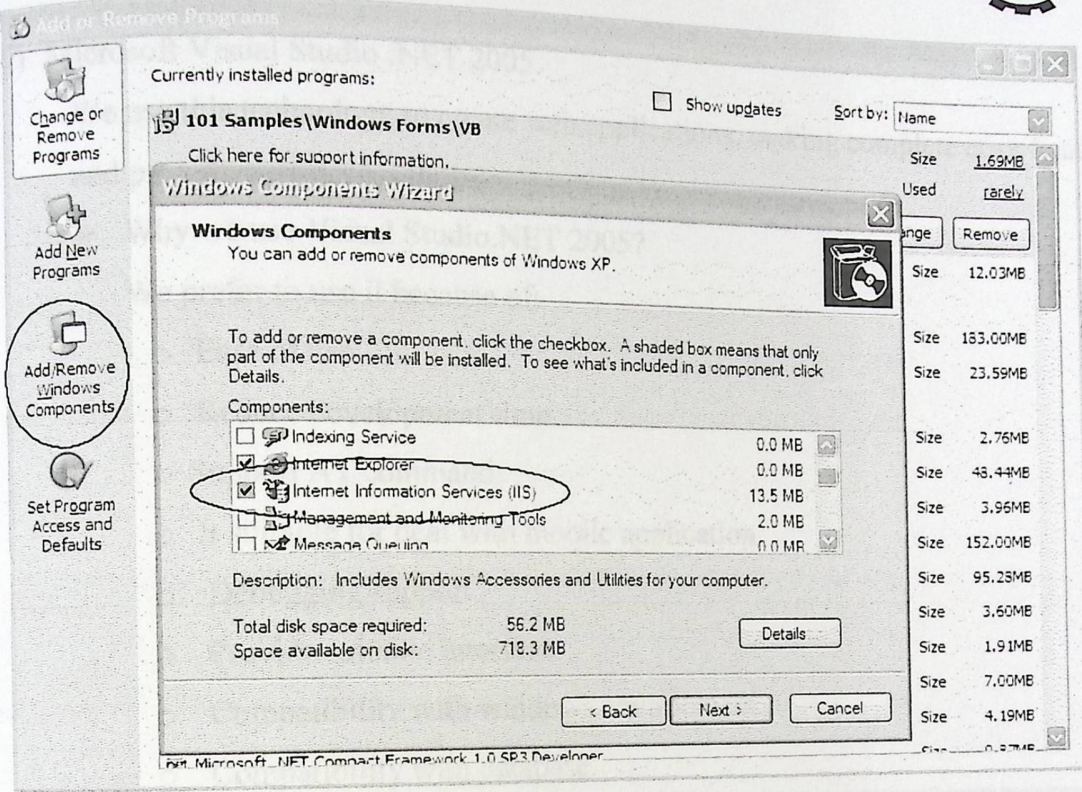 Add or Remove Programs
Currently installed programs:
Show updates
Sort by: Name
Change or
Remove
Programs
101 Samples\Windows Forms\VB
Size 1.69MB
Click here for support information.
Used rarely
Windows Components Wizard
Remove
Add New
Programs
Windows Components
You can add or remove components of Windows XP.
Size 12.03MB
Add/Remove
Windows
Components
To add or remove a component, click the checkbox. A shaded box means that only
part of the component will be installed. To see what's included in a component, click
Details.
Size 183.00MB
Size 23.59MB
Components:
Indexing Service 0.0 MB
Internet Explorer 0.0 MB
Internet Information Services (IIS) 13.5 MB
Management and Monitoring Tools 2.0 MB
Message Queuing 0.0 MB
Size 2.76MB
Size 43.44MB
Size 3.96MB
Size 152.00MB
Set Program
Access and
Defaults
Description: Includes Windows Accessories and Utilities for your computer.
Size 95.23MB
Total disk space required: 56.2 MB
Space available on disk: 718.3 MB
Details...
Size 3.60MB
Size 1.91MB
Size 7.00MB
< Back
Next >
Cancel
Size 4.19MB
Microsoft .NET Compact Framework 1.0 SP3 Developer
Size 0.37MB